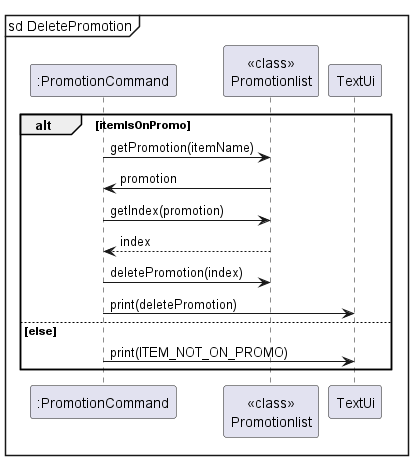 sd DeletePromotion
:PromotionCommand
«class»
Promotionlist
TextUi
alt
[itemIsOnPromo]
getPromotion(itemName)
promotion
getIndex(promotion)
index
deletePromotion(index)
print(deletePromotion)
[else]
print(ITEM_NOT_ON_PROMO)
:PromotionCommand
«class»
Promotionlist
TextUi